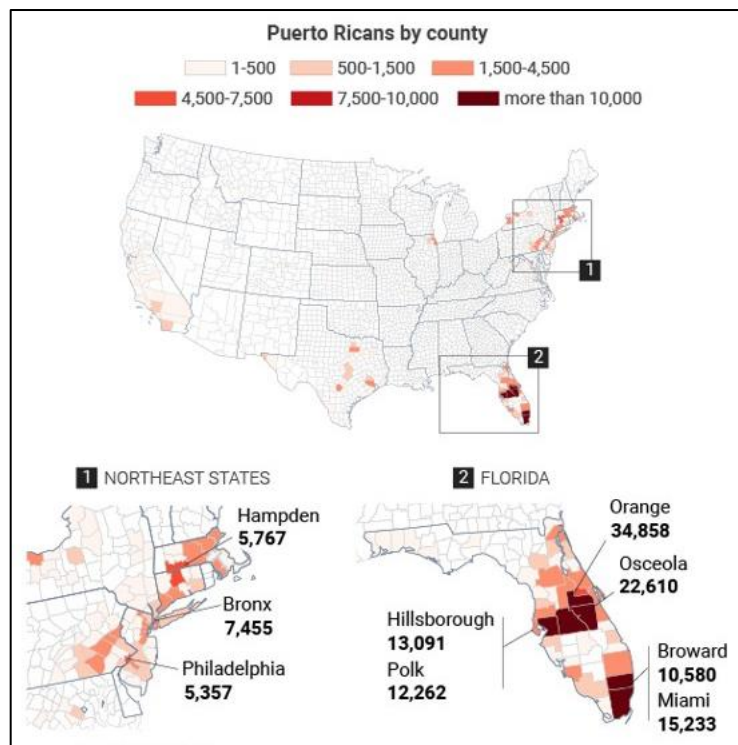 Puerto Ricans by county
1-500 500-1,500 1,500-4,500
4,500-7,500 7,500-10,000 more than 10,000
1
2
1 NORTHEAST STATES
Hampden
5,767
Bronx
7,455
Philadelphia
5,357
2 FLORIDA
Orange
34,858
Osceola
22,610
Hillsborough
13,091
Polk
12,262
Broward
10,580
Miami
15,233